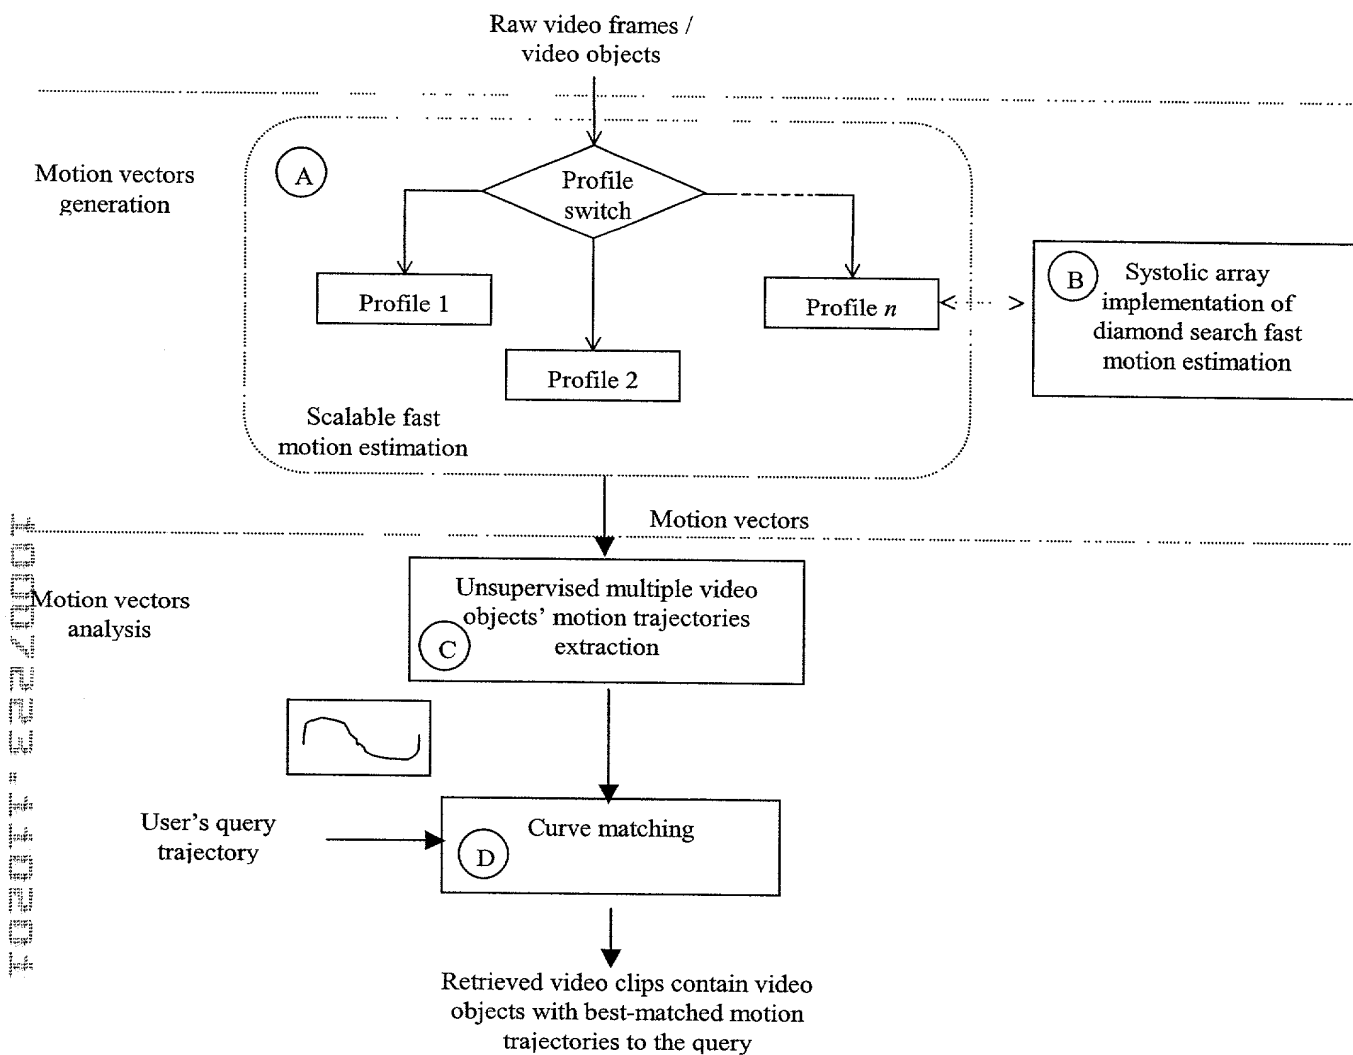 Raw video frames /
video objects
Motion vectors
generation
A
Profile
switch
Profile 1
Profile 2
Profile n
B
Systolic array
implementation of
diamond search fast
motion estimation
Scalable fast
motion estimation
Motion vectors
Motion vectors
analysis
Unsupervised multiple video
objects’ motion trajectories
extraction
C
User’s query
trajectory
Curve matching
D
Retrieved video clips contain video
objects with best-matched motion
trajectories to the query